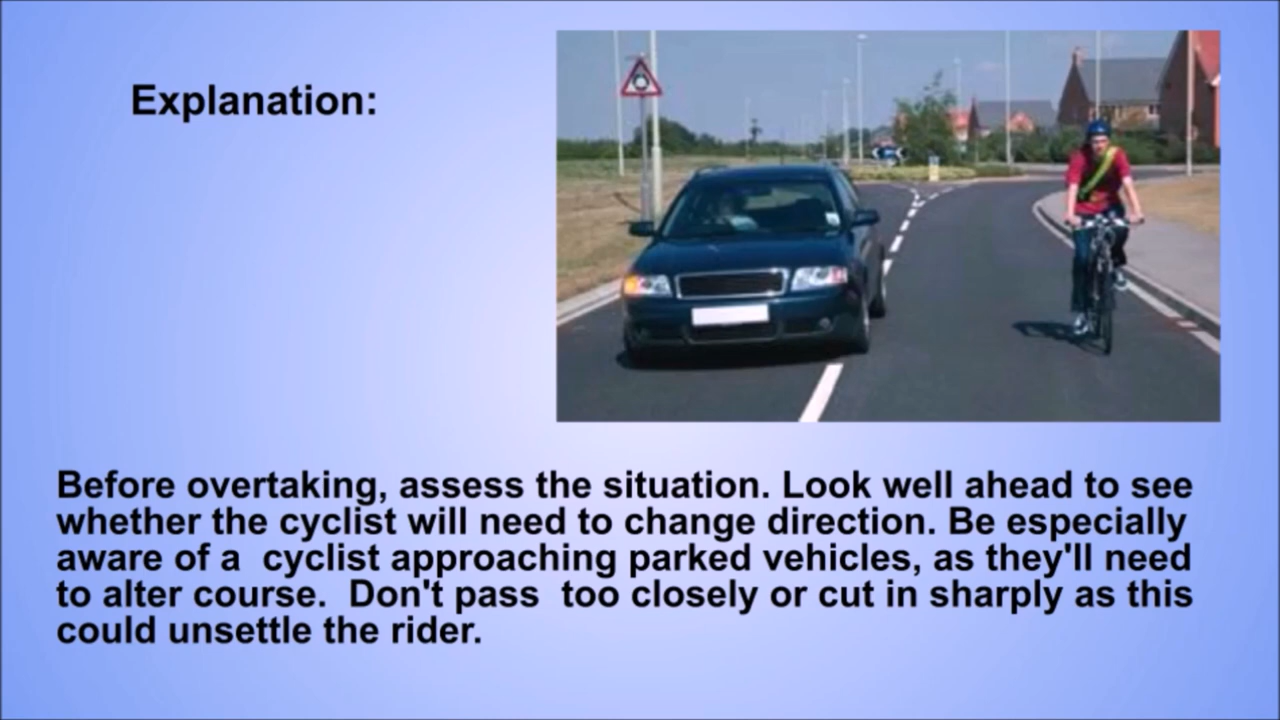 Explanation:
Before overtaking, assess the situation. Look well ahead to see
whether the cyclist will need to change direction. Be especially
aware of a  cyclist approaching parked vehicles, as they'll need
to alter course.  Don't pass  too closely or cut in sharply as this
could unsettle the rider.